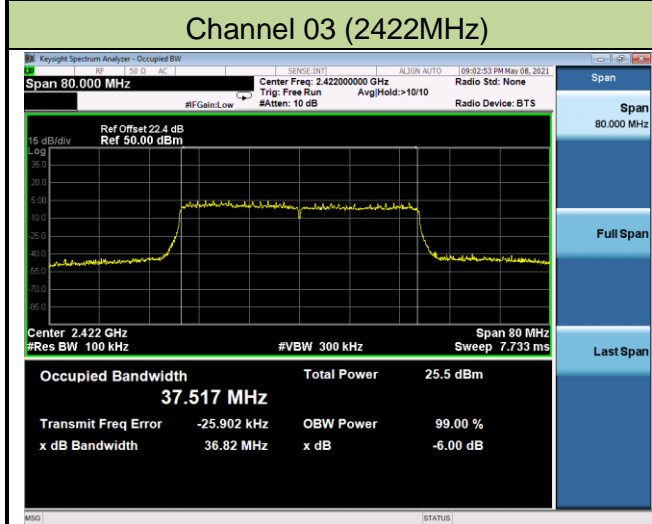 Channel 03 (2422MHz)
Keysight Spectrum Analyzer - Occupied BW
RF 50 Ω AC SENSE:INT ALIGN AUTO 09:02:53 PM May 08, 2021
Span 80.000 MHz
Center Freq: 2.422000000 GHz
Radio Std: None
Trig: Free Run Avg|Hold:>10/10
#IFGain:Low #Atten: 10 dB Radio Device: BTS
Ref Offset 22.4 dB
15 dB/div Ref 50.00 dBm
Log
35.0
20.0
5.00
-10.0
-25.0
-40.0
-55.0
-70.0
-85.0
Center 2.422 GHz Span 80 MHz
#Res BW 100 kHz #VBW 300 kHz Sweep 7.733 ms
Occupied Bandwidth Total Power 25.5 dBm
37.517 MHz
Transmit Freq Error -25.902 kHz OBW Power 99.00 %
x dB Bandwidth 36.82 MHz x dB -6.00 dB
MSG STATUS
Span
Span
80.000 MHz
Full Span
Last Span